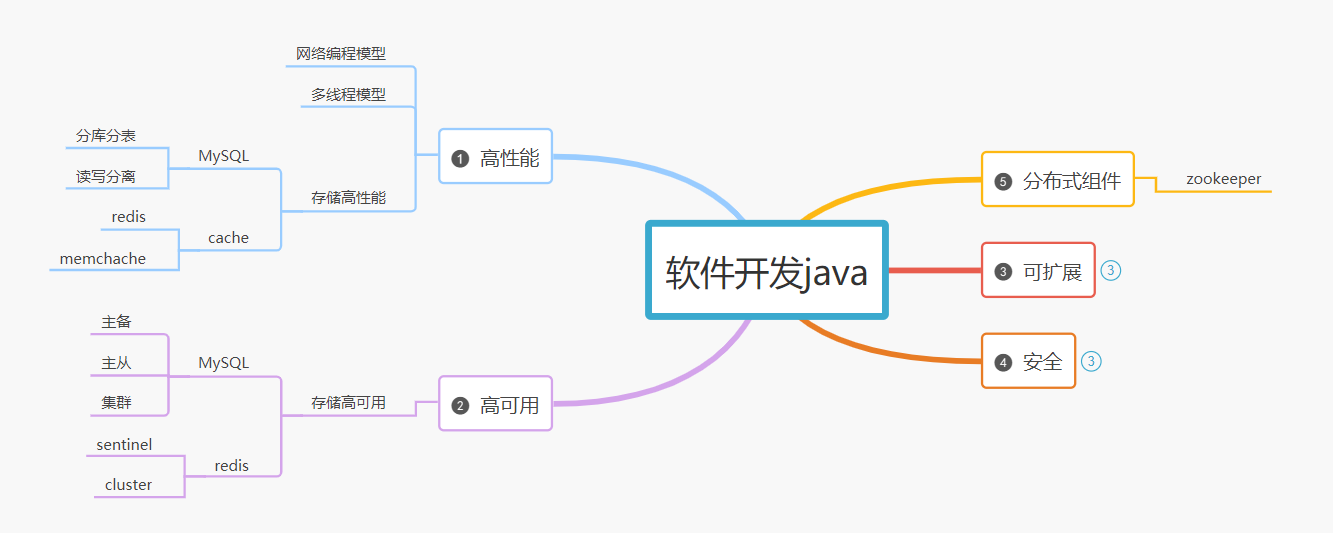 软件开发java
1 高性能
网络编程模型
多线程模型
存储高性能
MySQL
分库分表
读写分离
cache
redis
memchache
2 高可用
存储高可用
MySQL
主备
主从
集群
redis
sentinel
cluster
5 分布式组件
zookeeper
3 可扩展 3
4 安全 3